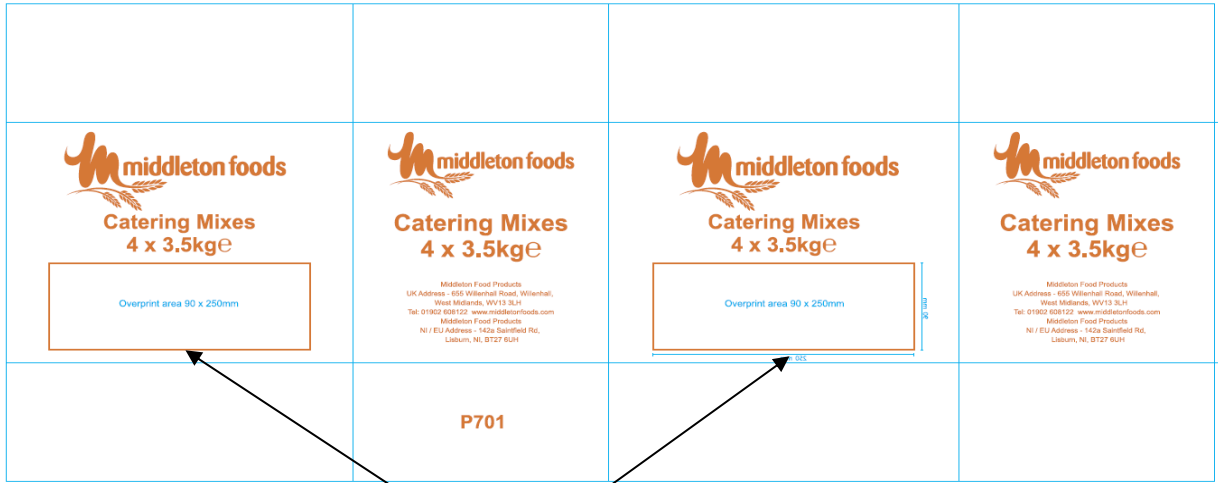 middleton foods
Catering Mixes
4 x 3.5kg℮
Overprint area 90 x 250mm
middleton foods
Catering Mixes
4 x 3.5kg℮
Middleton Food Products
UK Address - 655 Willenhall Road, Willenhall,
West Midlands, WV13 3LH
Tel: 01902 608122 www.middletonfoods.com
Middleton Food Products
NI / EU Address - 142a Saintfield Rd,
Lisburn, NI, BT27 6UH
P701
middleton foods
Catering Mixes
4 x 3.5kg℮
Overprint area 90 x 250mm
90 mm
250
middleton foods
Catering Mixes
4 x 3.5kg℮
Middleton Food Products
UK Address - 655 Willenhall Road, Willenhall,
West Midlands, WV13 3LH
Tel: 01902 608122 www.middletonfoods.com
Middleton Food Products
NI / EU Address - 142a Saintfield Rd,
Lisburn, NI, BT27 6UH